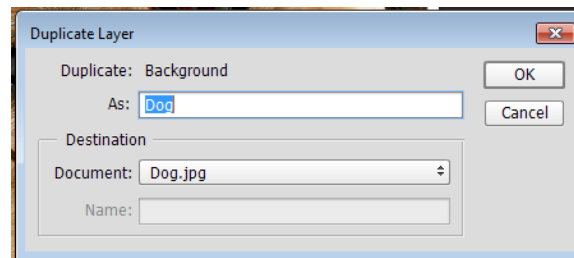 Duplicate Layer
Duplicate: Background
OK
As: Dog
Cancel
Destination
Document: Dog.jpg
Name: